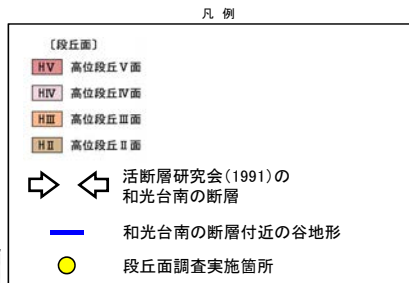 凡 例
〔段丘面〕
HⅤ 高位段丘Ⅴ面
HⅣ 高位段丘Ⅳ面
HⅢ 高位段丘Ⅲ面
HⅡ 高位段丘Ⅱ面
活断層研究会(1991)の
和光台南の断層
和光台南の断層付近の谷地形
段丘面調査実施箇所